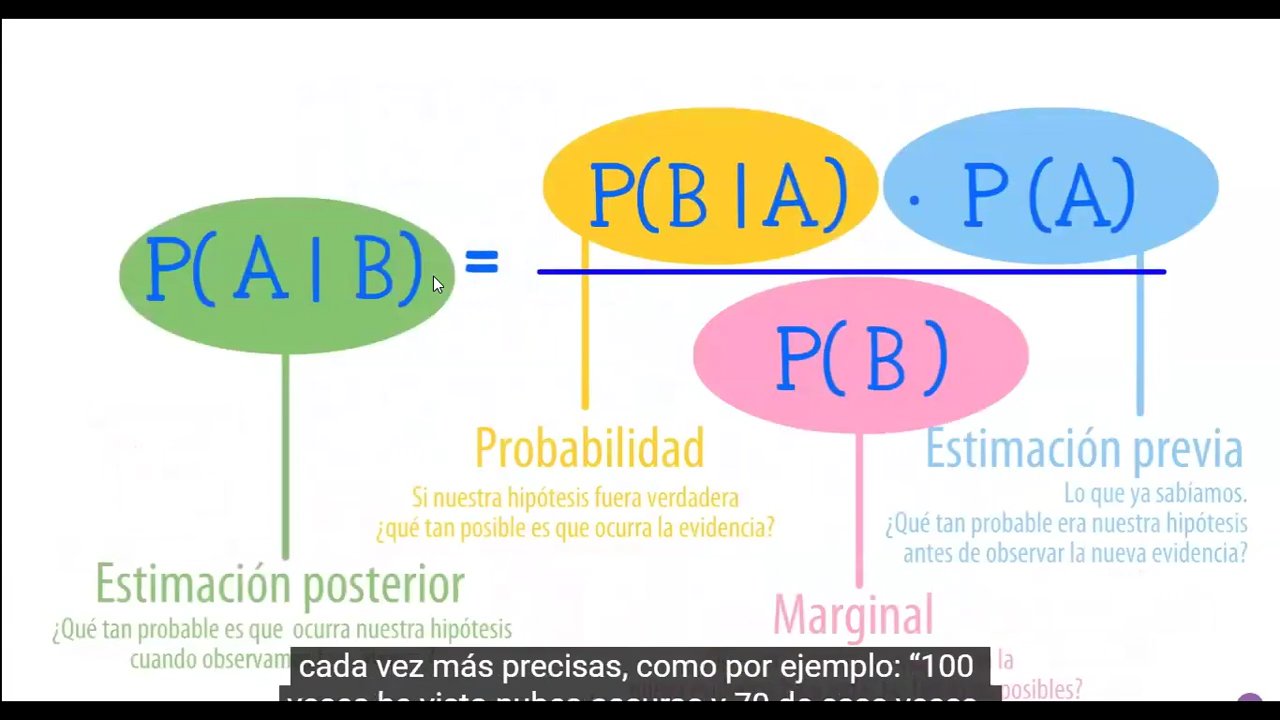 P(A|B) = P(B|A) · P(A)
P(B)
Probabilidad
Si nuestra hipótesis fuera verdadera
¿qué tan posible es que ocurra la evidencia?
Estimación previa
Lo que ya sabíamos.
¿Qué tan probable era nuestra hipótesis
antes de observar la nueva evidencia?
Estimación posterior
¿Qué tan probable es que ocurra nuestra hipótesis
cuando
Marginal
la
posibles?
cada vez más precisas, como por ejemplo: “100